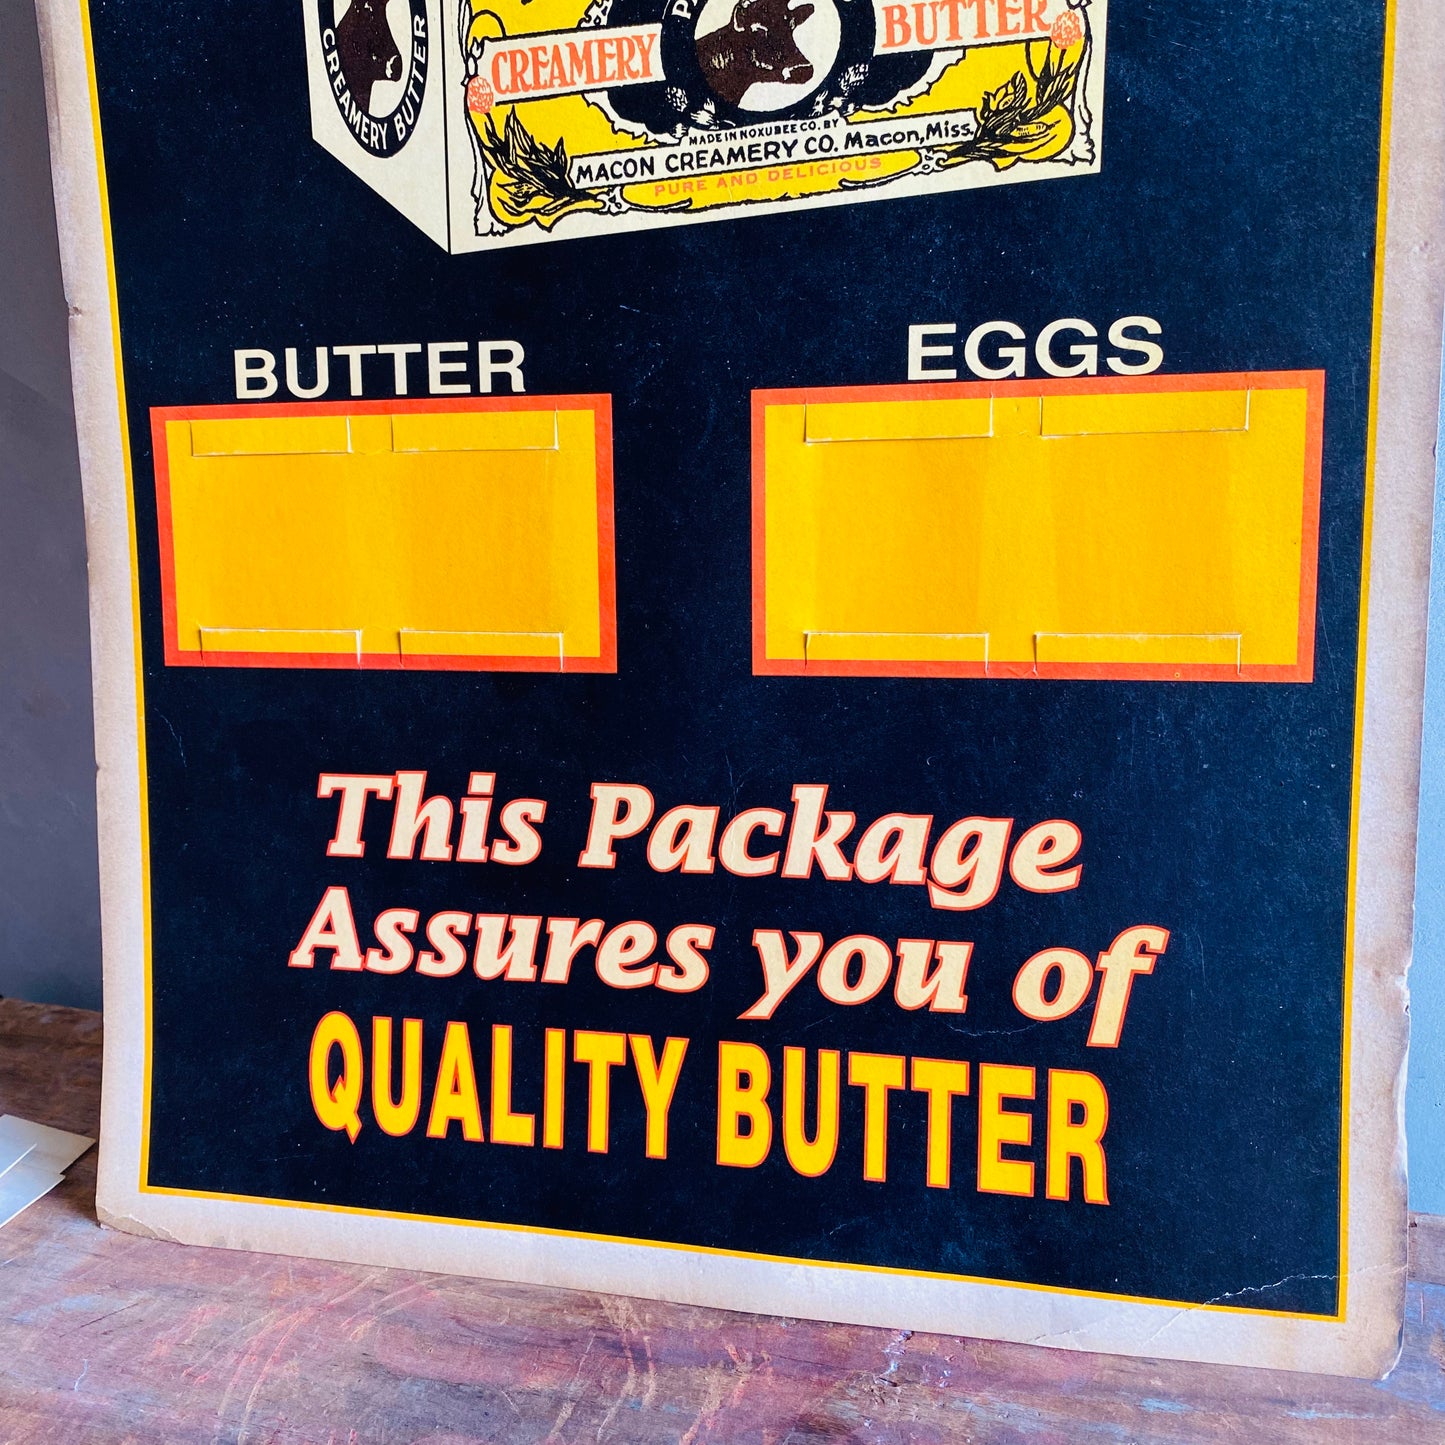 CREAMERY BUTTER
CREAMERY
BUTTER
MADE IN NOXUBEE CO. BY
MACON CREAMERY CO. Macon, Miss.
PURE AND DELICIOUS
BUTTER
EGGS
This Package
Assures you of
QUALITY BUTTER